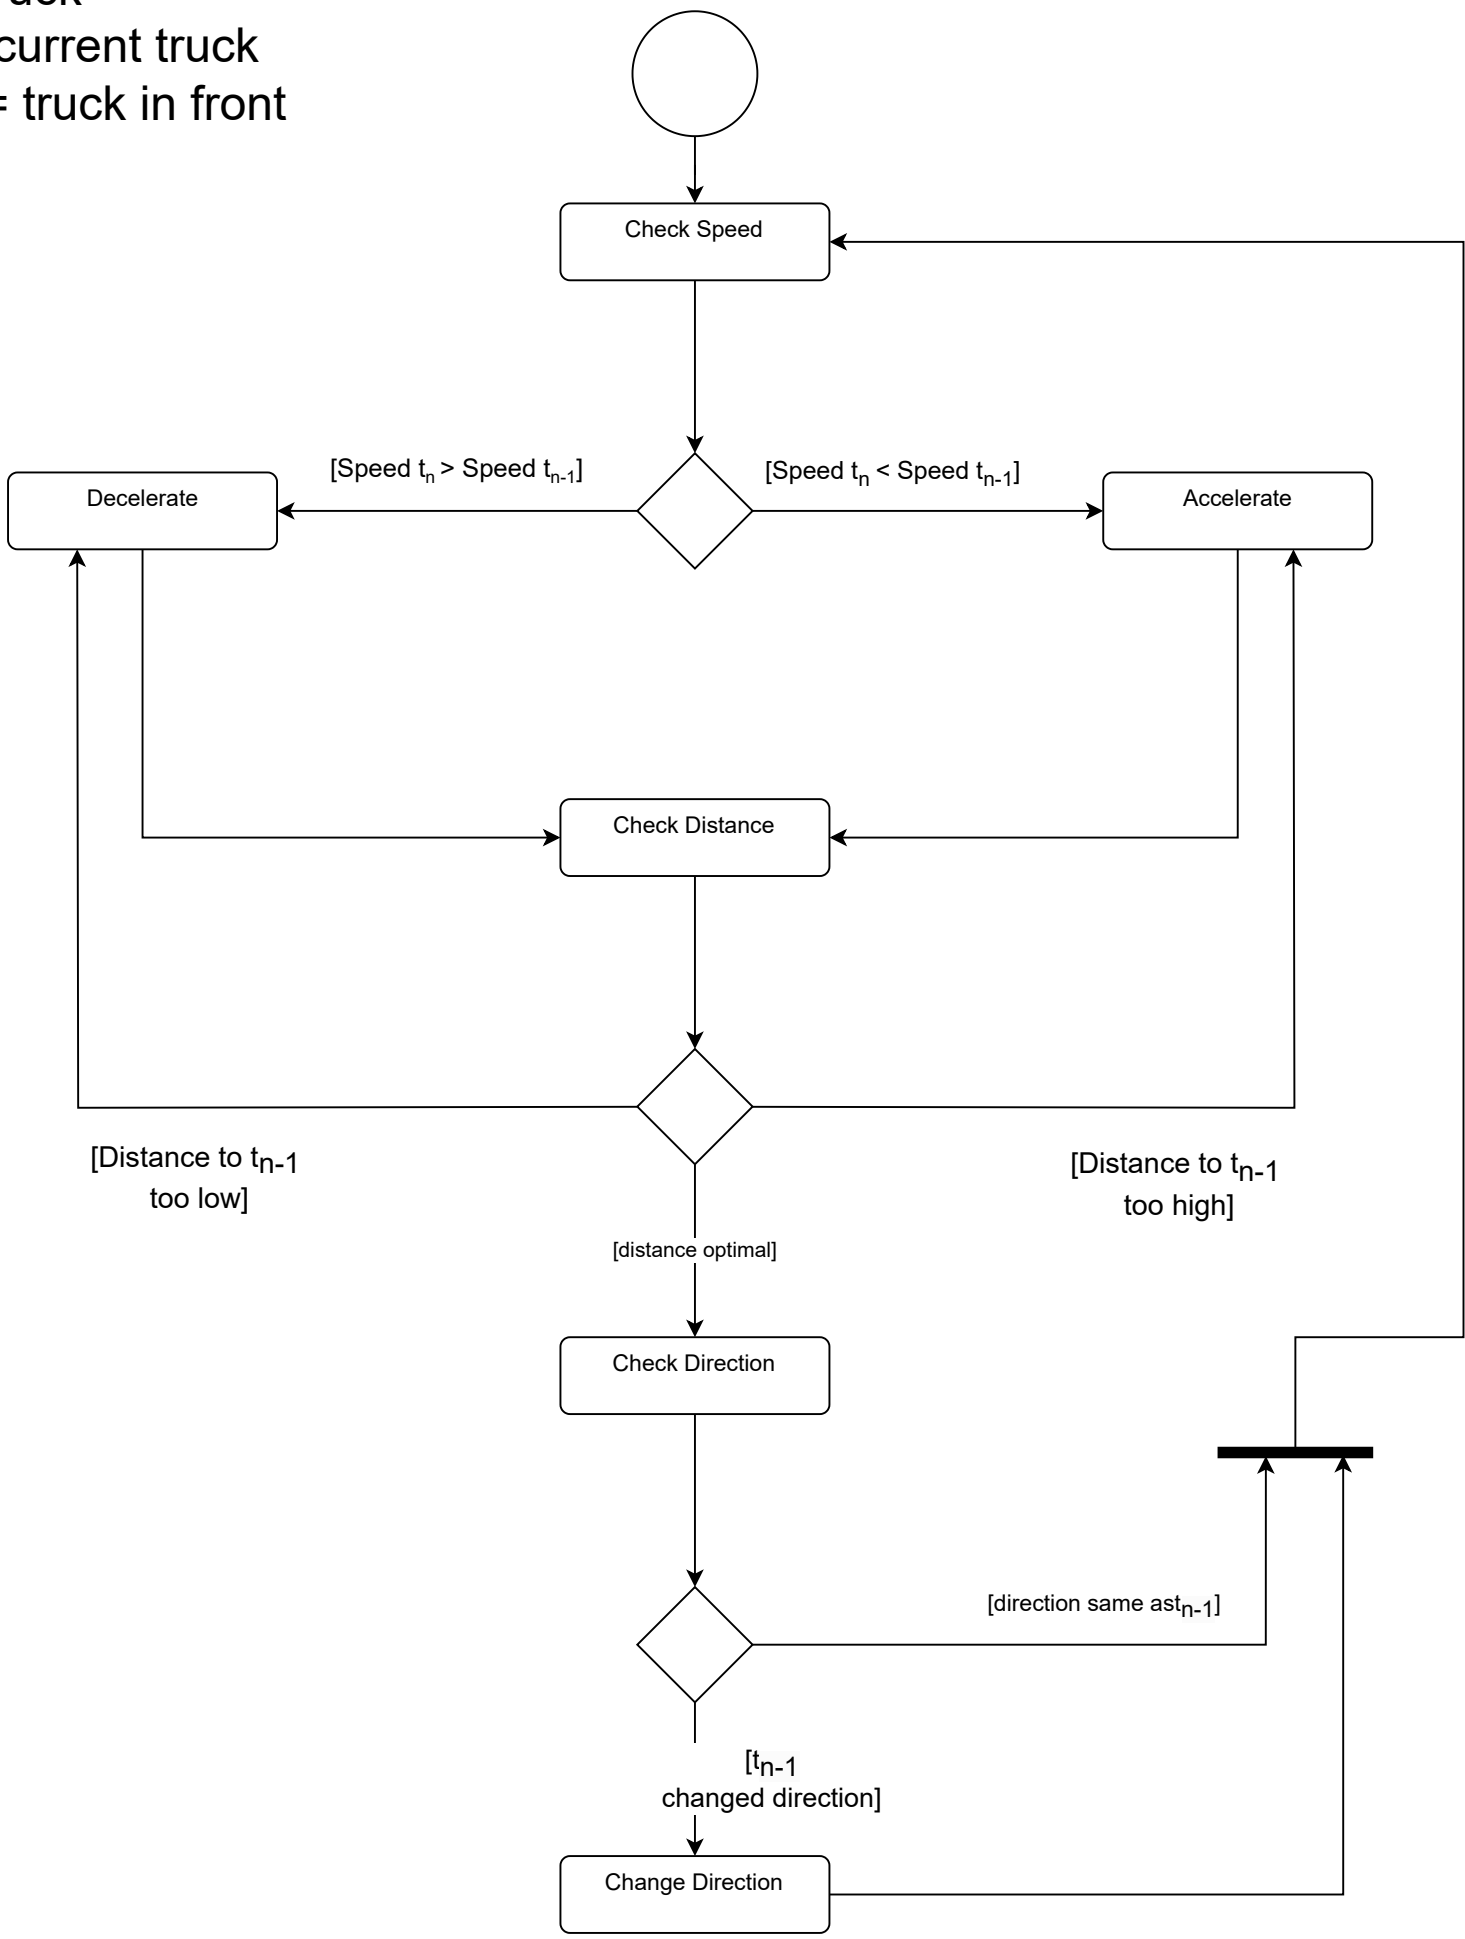 current truck
= truck in front
Check Speed
[Speed tn > Speed tn-1]
[Speed tn < Speed tn-1]
Decelerate
Accelerate
Check Distance
[Distance to tn-1
too low]
[Distance to tn-1
too high]
[distance optimal]
Check Direction
[direction same astn-1]
[tn-1
changed direction]
Change Direction